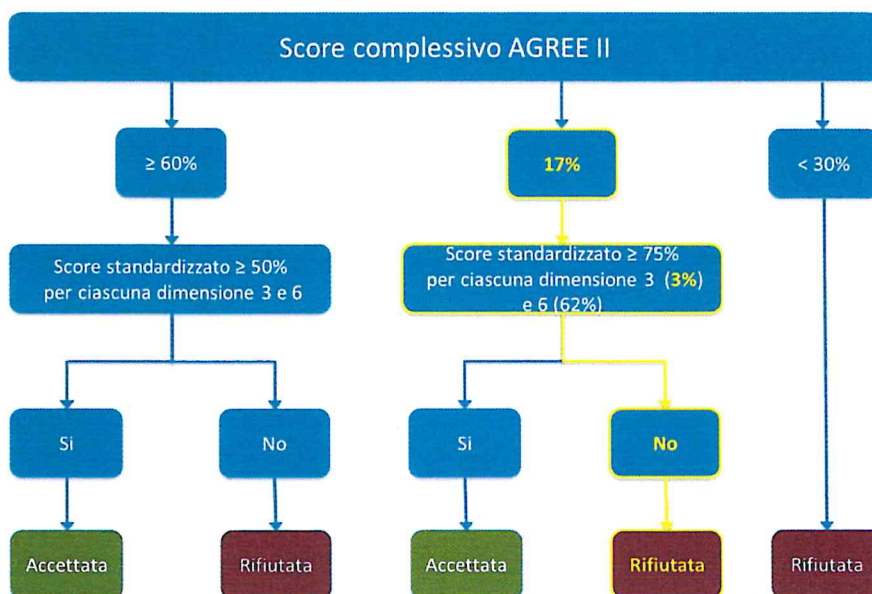 Score complessivo AGREE II
≥ 60%
17%
< 30%
Score standardizzato ≥ 50%
per ciascuna dimensione 3 e 6
Score standardizzato ≥ 75%
per ciascuna dimensione 3 (3%)
e 6 (62%)
Si
No
Si
No
Accettata
Rifiutata
Accettata
Rifiutata
Rifiutata